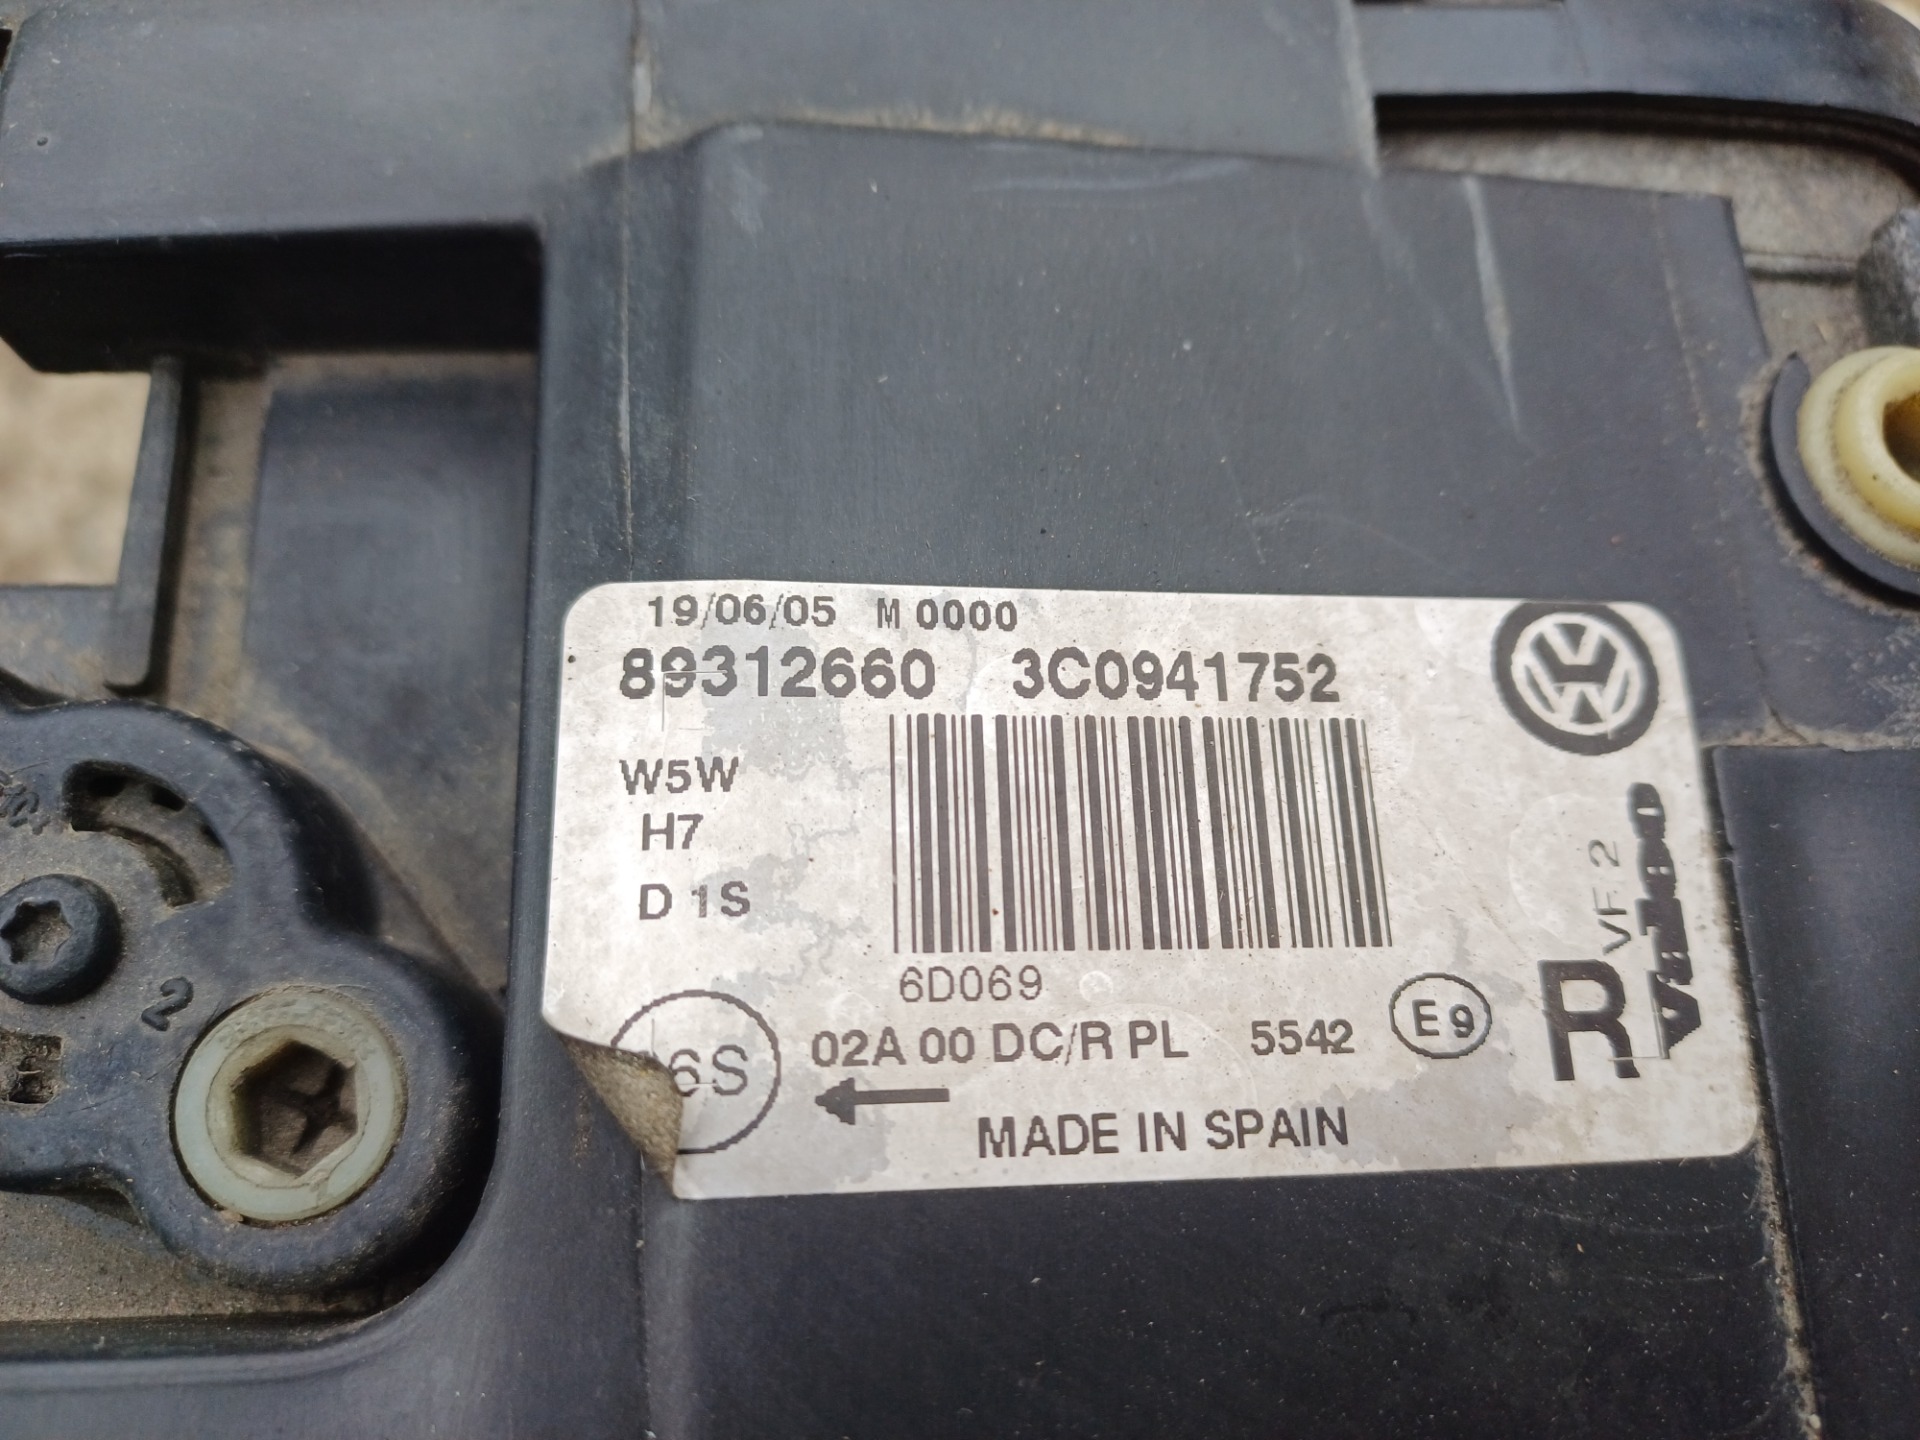 19/06/05 M 0000
89312660 3C0941752
W5W
H7
D 1S
6D069
6S
02A 00 DC/R PL 5542 E9
MADE IN SPAIN
R
VF. 2
Valeo
2